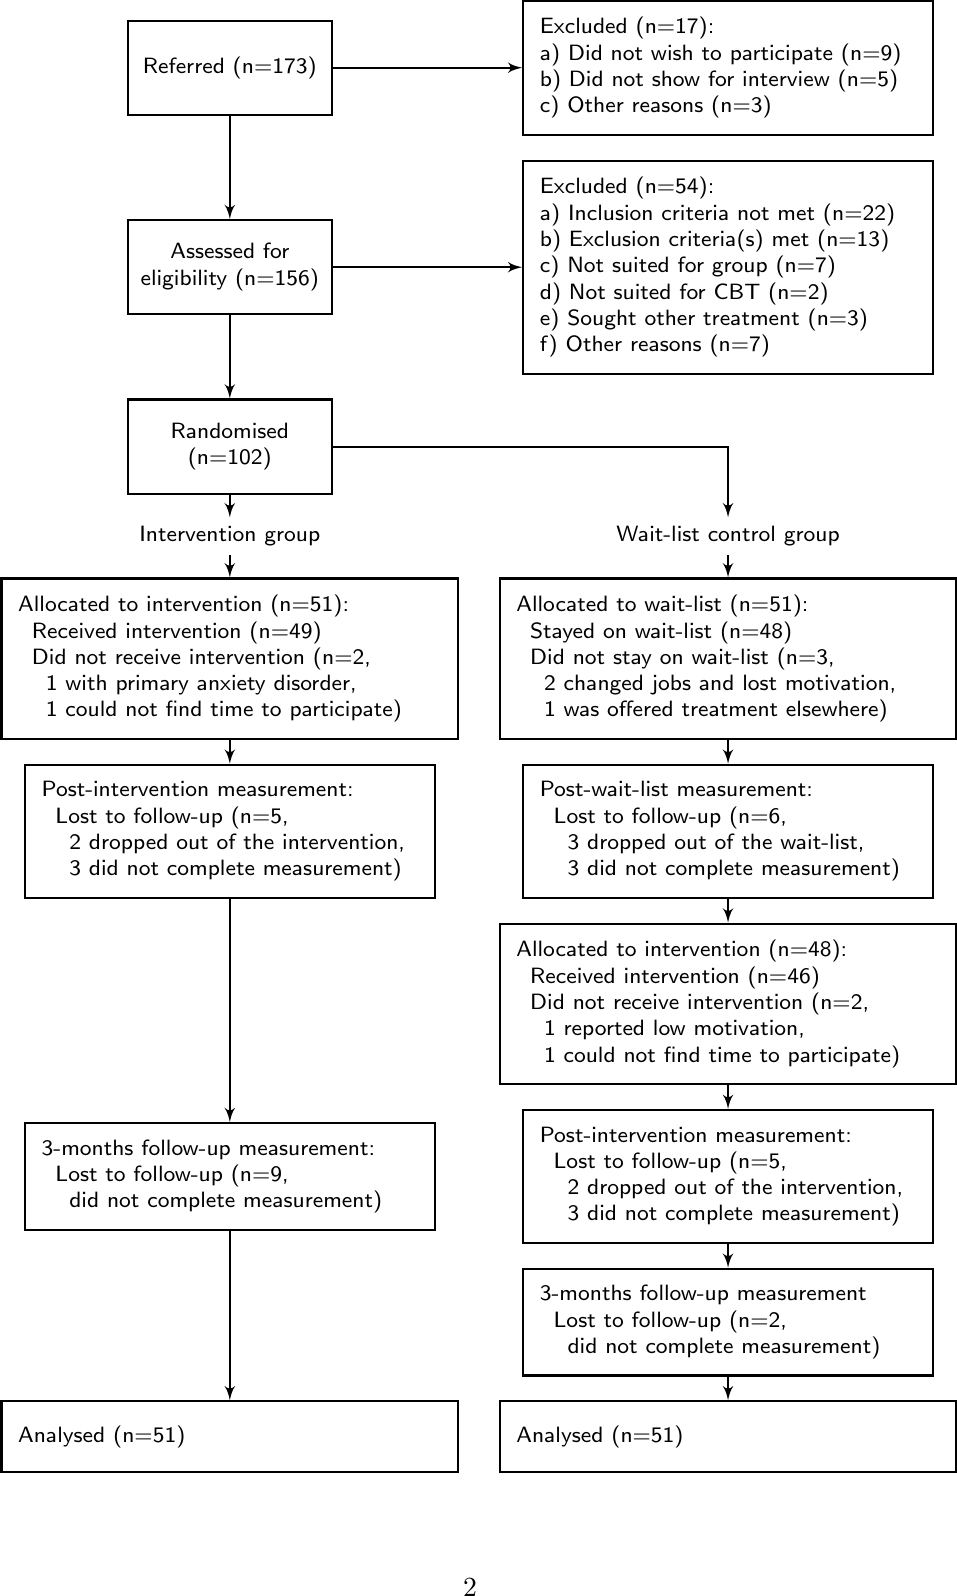 Referred (n=173)
Excluded (n=17):
a) Did not wish to participate (n=9)
b) Did not show for interview (n=5)
c) Other reasons (n=3)
Assessed for
eligibility (n=156)
Excluded (n=54):
a) Inclusion criteria not met (n=22)
b) Exclusion criteria(s) met (n=13)
c) Not suited for group (n=7)
d) Not suited for CBT (n=2)
e) Sought other treatment (n=3)
f) Other reasons (n=7)
Randomised
(n=102)
Intervention group
Wait-list control group
Allocated to intervention (n=51):
Received intervention (n=49)
Did not receive intervention (n=2,
1 with primary anxiety disorder,
1 could not find time to participate)
Allocated to wait-list (n=51):
Stayed on wait-list (n=48)
Did not stay on wait-list (n=3,
2 changed jobs and lost motivation,
1 was offered treatment elsewhere)
Post-intervention measurement:
Lost to follow-up (n=5,
2 dropped out of the intervention,
3 did not complete measurement)
Post-wait-list measurement:
Lost to follow-up (n=6,
3 dropped out of the wait-list,
3 did not complete measurement)
Allocated to intervention (n=48):
Received intervention (n=46)
Did not receive intervention (n=2,
1 reported low motivation,
1 could not find time to participate)
3-months follow-up measurement:
Lost to follow-up (n=9,
did not complete measurement)
Post-intervention measurement:
Lost to follow-up (n=5,
2 dropped out of the intervention,
3 did not complete measurement)
3-months follow-up measurement
Lost to follow-up (n=2,
did not complete measurement)
Analysed (n=51)
Analysed (n=51)
2